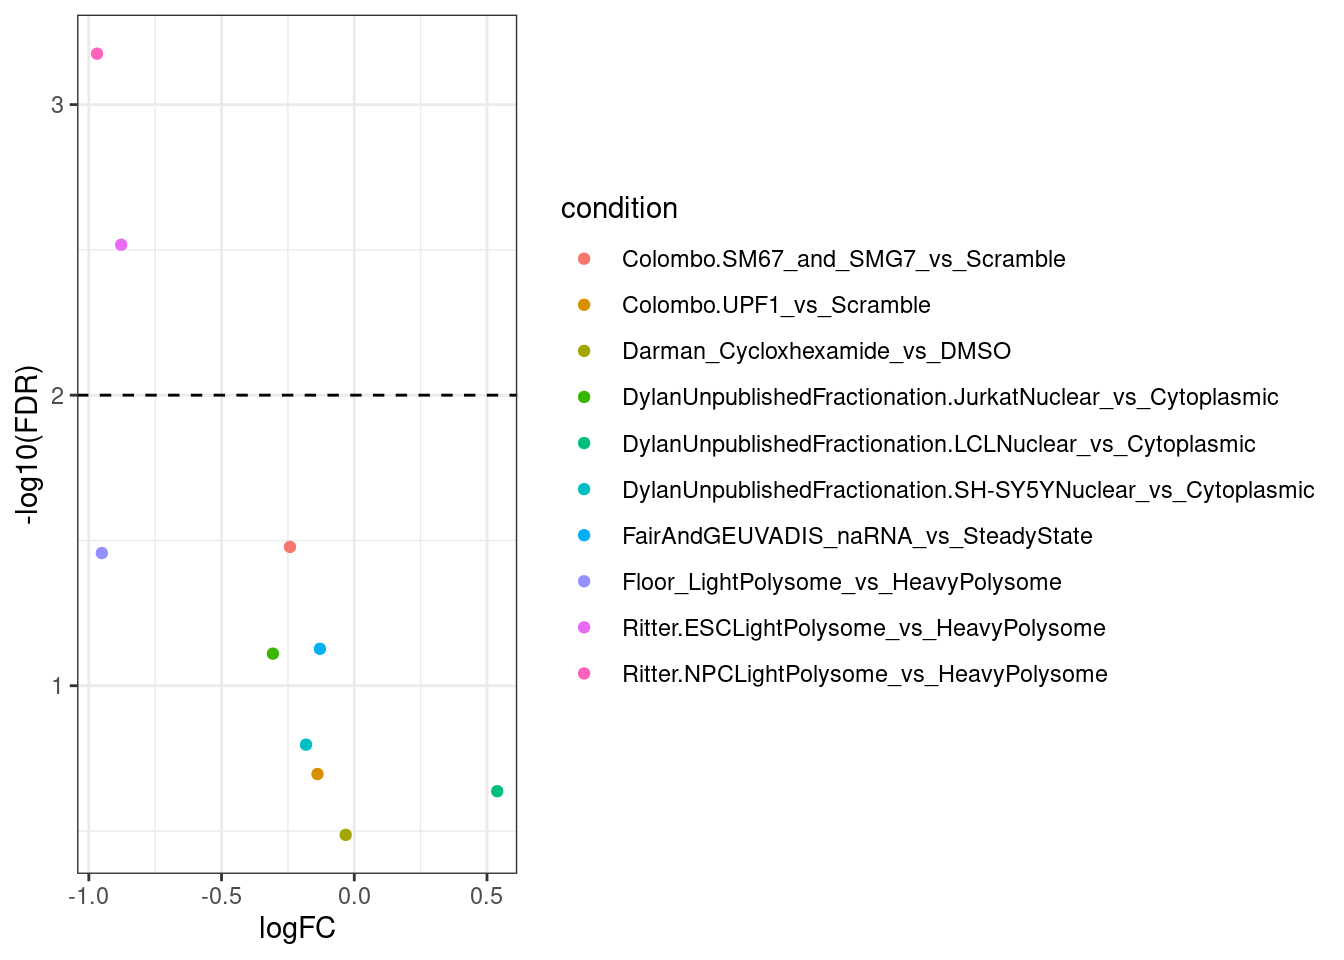 3
2
1
-log10(FDR)
-1.0
-0.5
0.0
0.5
logFC
condition
Colombo.SM67_and_SMG7_vs_Scramble
Colombo.UPF1_vs_Scramble
Darman_Cycloxhexamide_vs_DMSO
DylanUnpublishedFractionation.JurkatNuclear_vs_Cytoplasmic
DylanUnpublishedFractionation.LCLNuclear_vs_Cytoplasmic
DylanUnpublishedFractionation.SH-SY5YNuclear_vs_Cytoplasmic
FairAndGEUVADIS_naRNA_vs_SteadyState
Floor_LightPolysome_vs_HeavyPolysome
Ritter.ESCLightPolysome_vs_HeavyPolysome
Ritter.NPCLightPolysome_vs_HeavyPolysome